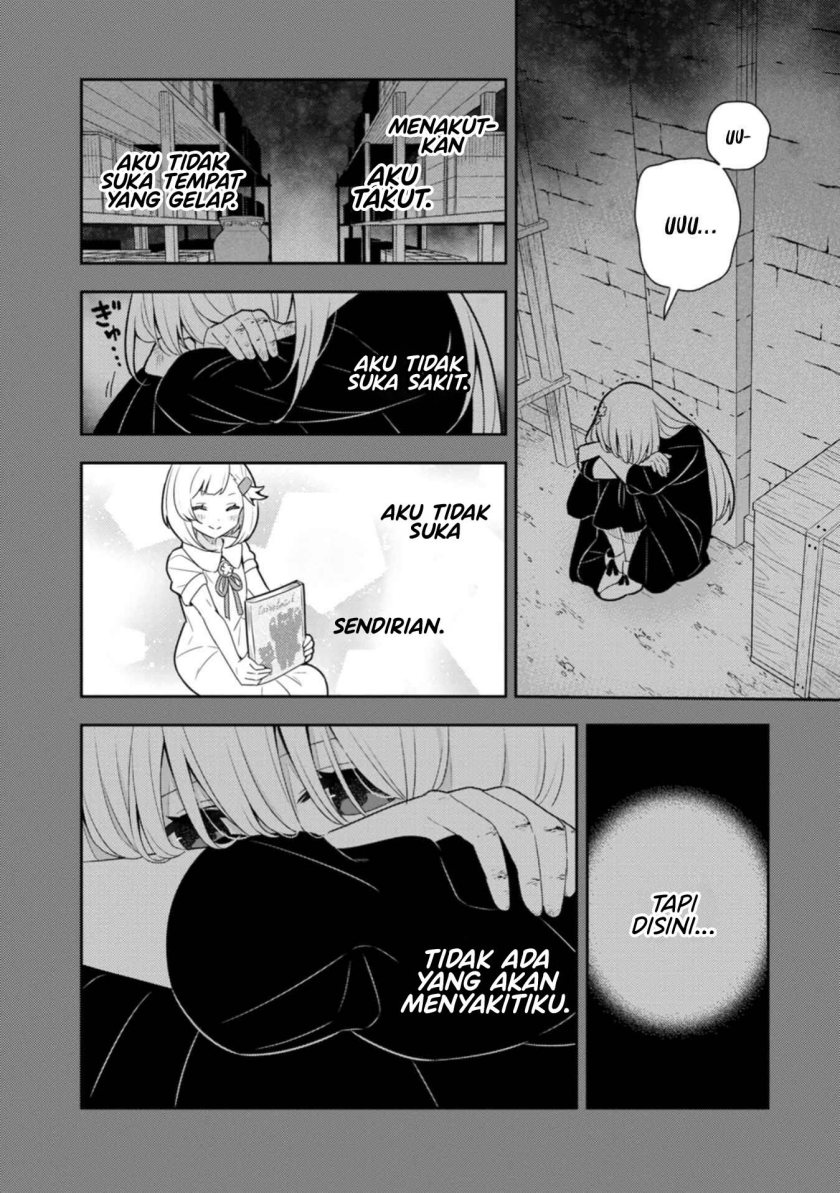 UU-
UUU...
MENAKUT-
KAN
AKU
TAKUT.
AKU TIDAK
SUKA TEMPAT
YANG GELAP.
ぎゅ...
AKU TIDAK
SUKA SAKIT.
AKU TIDAK
SUKA
SENDIRIAN.
TAPI
DISINI...
TIDAK ADA
YANG AKAN
MENYAKITIKU.